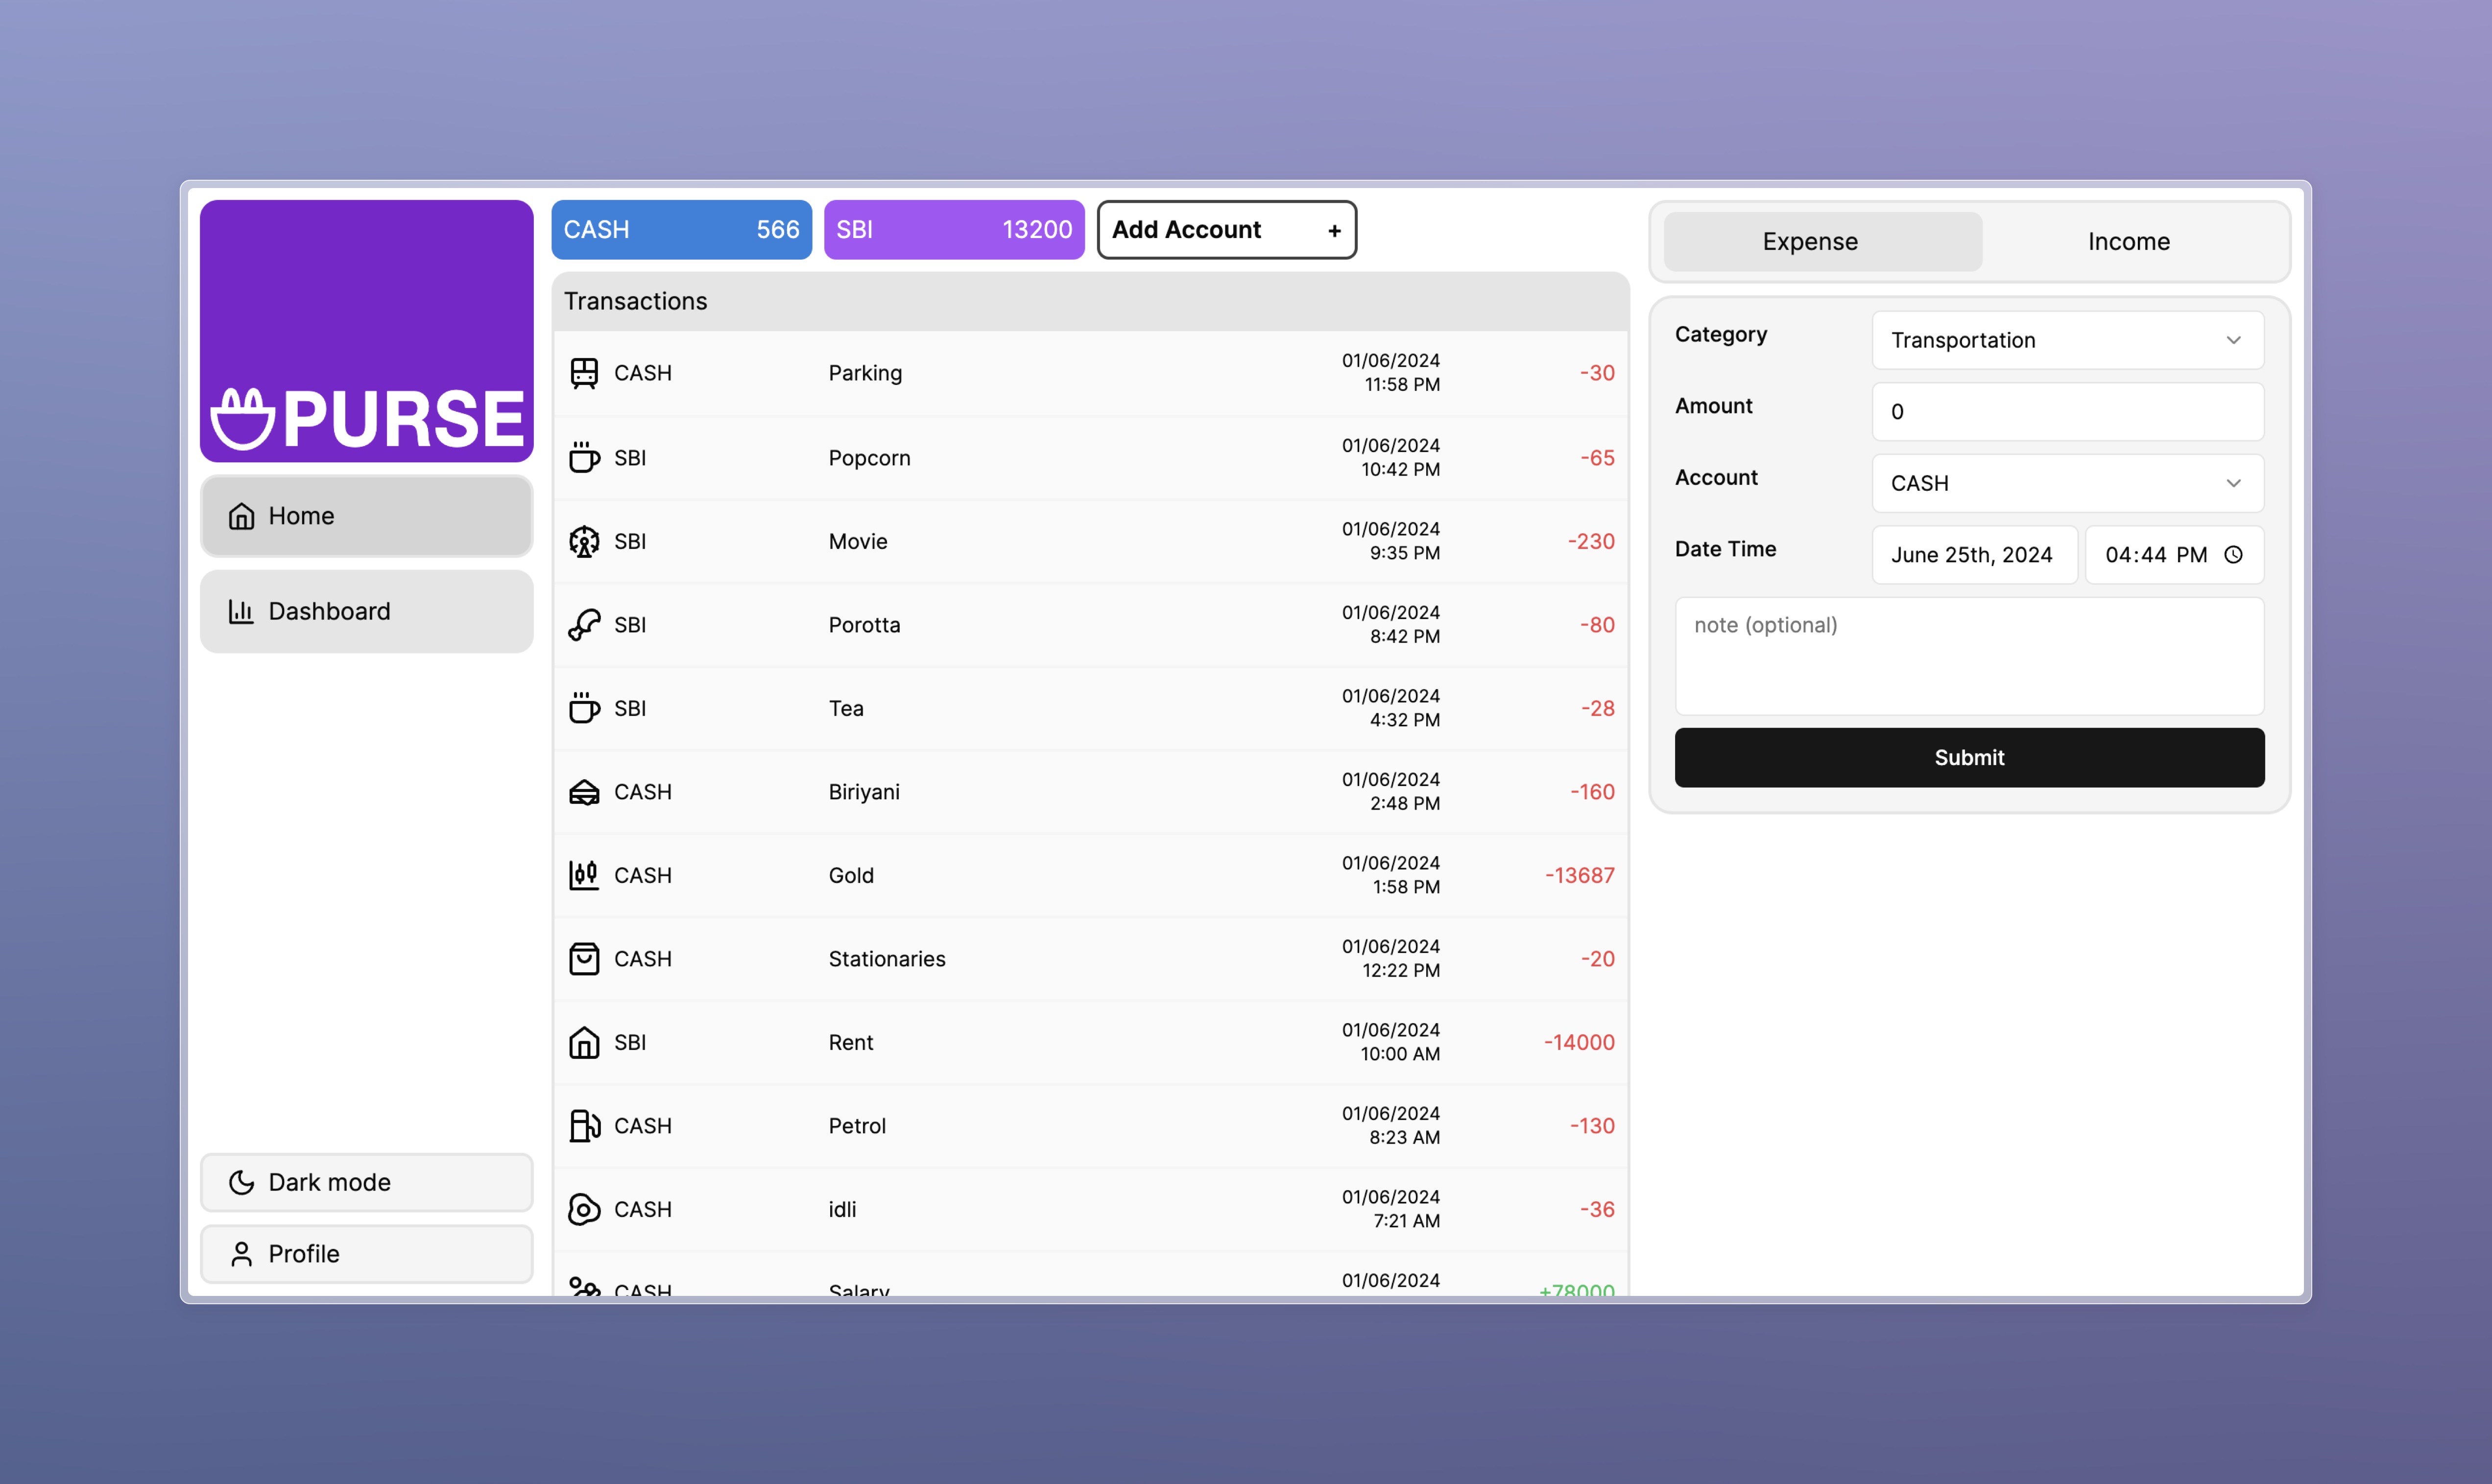 PURSE
Home
Dashboard
Dark mode
Profile
CASH 566
SBI 13200
Add Account +
Transactions
CASH Parking 01/06/2024 11:58 PM -30
SBI Popcorn 01/06/2024 10:42 PM -65
SBI Movie 01/06/2024 9:35 PM -230
SBI Porotta 01/06/2024 8:42 PM -80
SBI Tea 01/06/2024 4:32 PM -28
CASH Biriyani 01/06/2024 2:48 PM -160
CASH Gold 01/06/2024 1:58 PM -13687
CASH Stationaries 01/06/2024 12:22 PM -20
SBI Rent 01/06/2024 10:00 AM -14000
CASH Petrol 01/06/2024 8:23 AM -130
CASH idli 01/06/2024 7:21 AM -36
CASH Salary 01/06/2024 +78000
Expense Income
Category Transportation
Amount 0
Account CASH
Date Time June 25th, 2024 04:44 PM
note (optional)
Submit